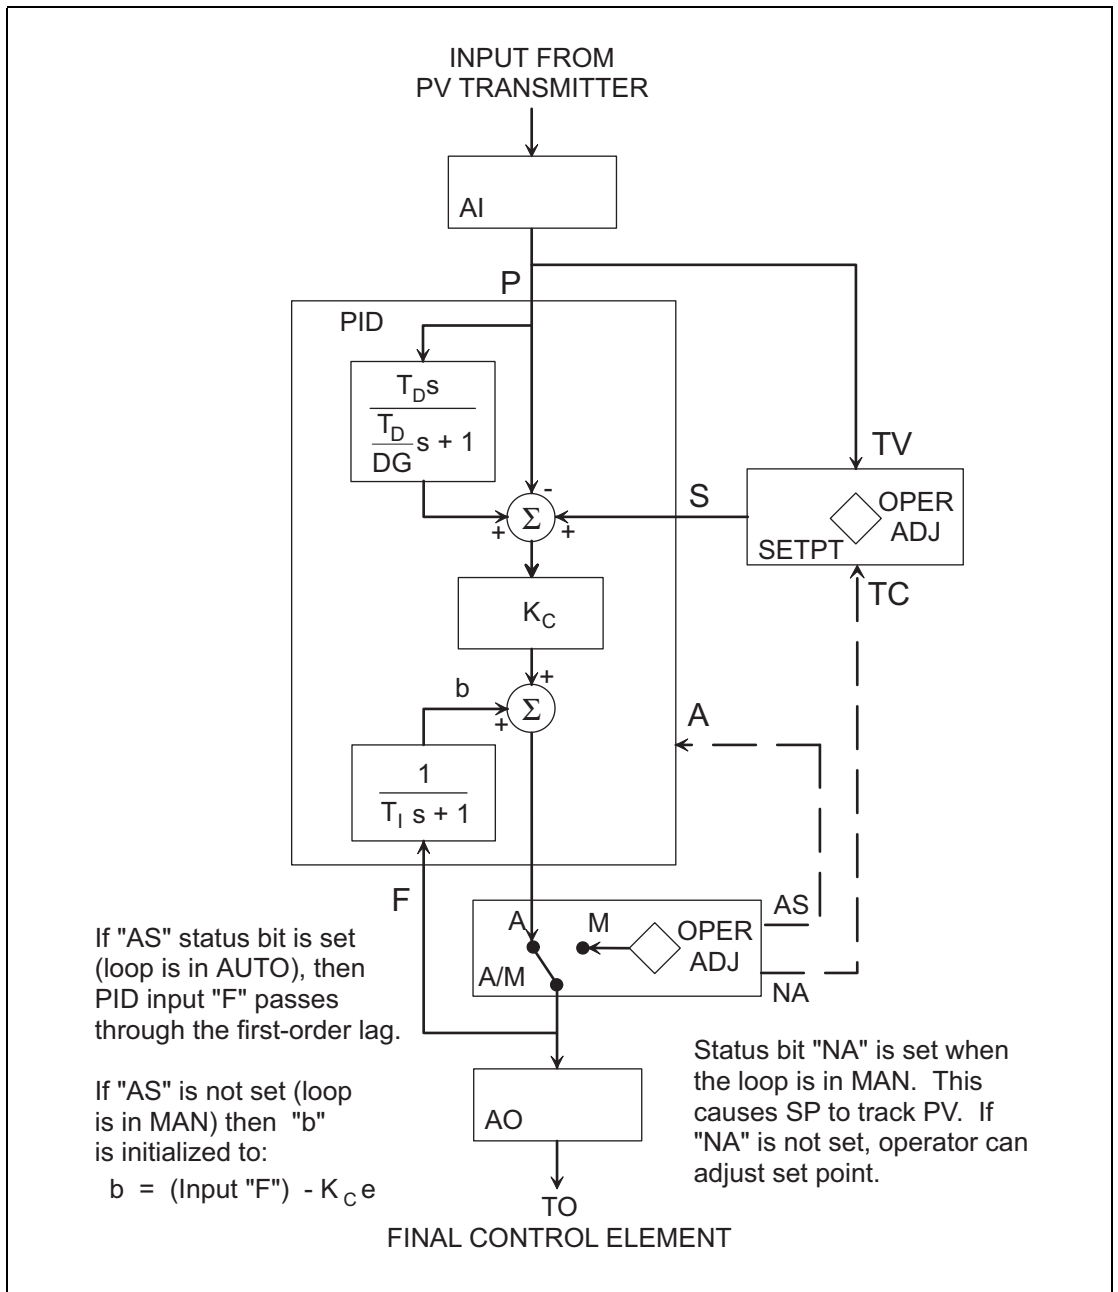 INPUT FROM
PV TRANSMITTER
AI
P
PID
T_D s
T_D
DG
s + 1
TV
-
S
Σ
+
+
OPER
ADJ
SETPT
TC
K_C
+
b
Σ
+
A
1
T_I s + 1
F
AS
A
M
OPER
ADJ
A/M
NA
If "AS" status bit is set
(loop is in AUTO), then
PID input "F" passes
through the first-order lag.
If "AS" is not set (loop
is in MAN) then "b"
is initialized to:
b = (Input "F") - K_C e
Status bit "NA" is set when
the loop is in MAN. This
causes SP to track PV. If
"NA" is not set, operator can
adjust set point.
AO
TO
FINAL CONTROL ELEMENT